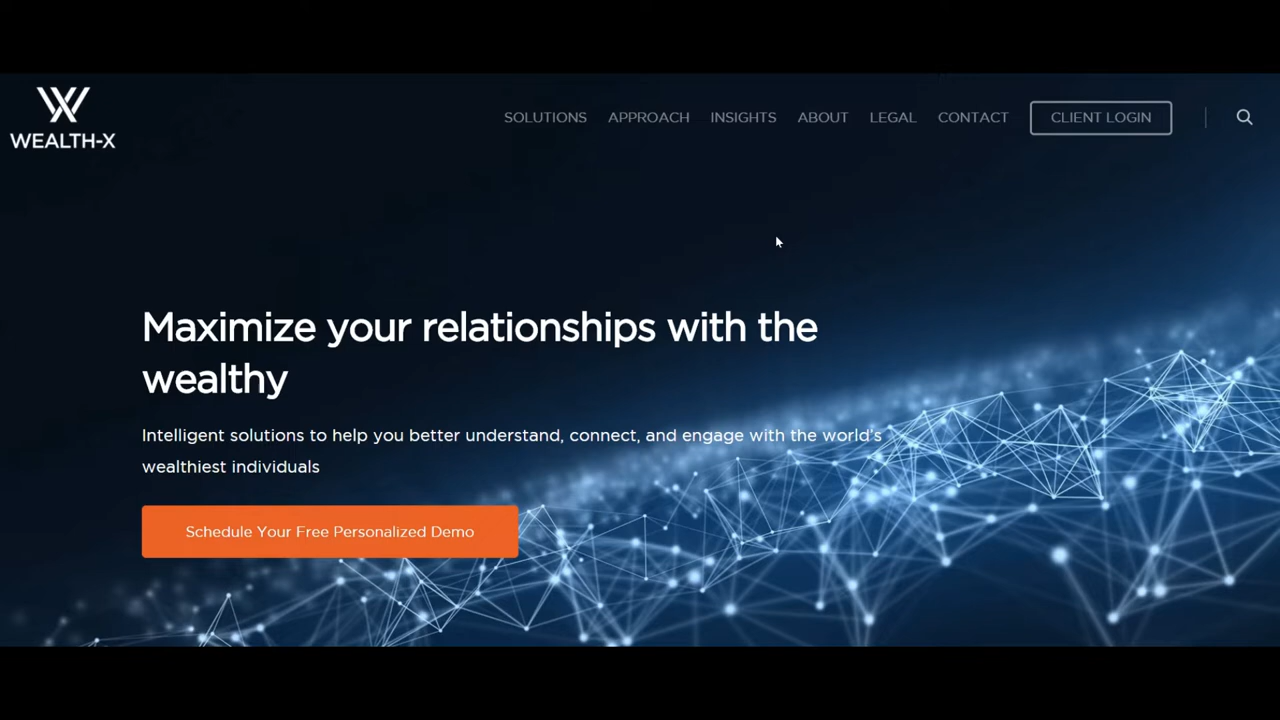 WEALTH-X
SOLUTIONS APPROACH INSIGHTS ABOUT LEGAL CONTACT CLIENT LOGIN
Maximize your relationships with the
wealthy
Intelligent solutions to help you better understand, connect, and engage with the world's
wealthiest individuals
Schedule Your Free Personalized Demo